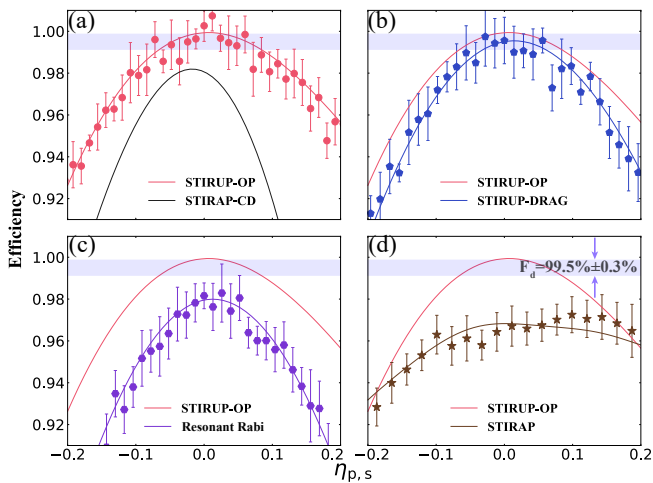 (a)
(b)
1.00
0.98
0.96
0.94
0.92
STIRUP-OP
STIRAP-CD
STIRUP-OP
STIRUP-DRAG
Efficiency
(c)
(d)
1.00
0.98
0.96
0.94
0.92
F_d=99.5%±0.3%
STIRUP-OP
Resonant Rabi
STIRUP-OP
STIRAP
-0.2 -0.1 0.0 0.1 0.2
-0.2 -0.1 0.0 0.1 0.2
η_p,s